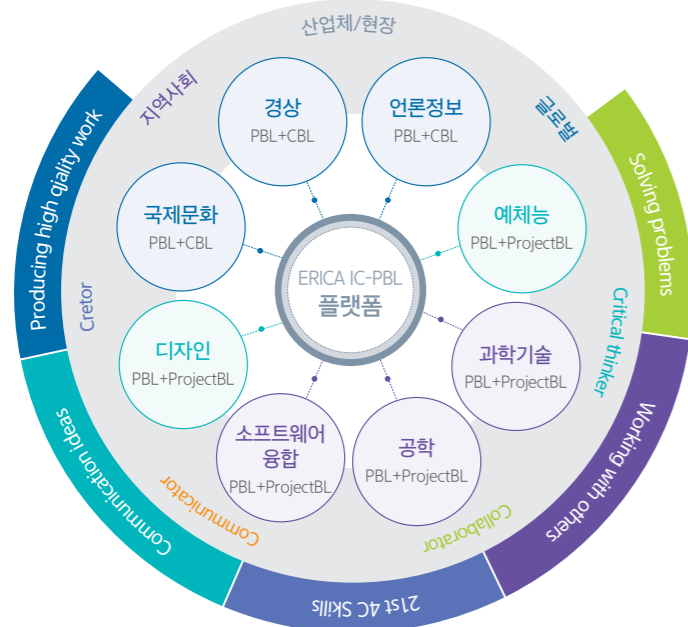 산업체/현장
지역사회
글로벌
경상
PBL+CBL
언론정보
PBL+CBL
국제문화
PBL+CBL
예체능
PBL+ProjectBL
ERICA IC-PBL
플랫폼
디자인
PBL+ProjectBL
과학기술
PBL+ProjectBL
소프트웨어
융합
PBL+ProjectBL
공학
PBL+ProjectBL
Cretor
Critical thinker
Communicator
Collaborator
Producing high qjality work
Solving problems
Communication ideas
Working with others
21st 4C Skills